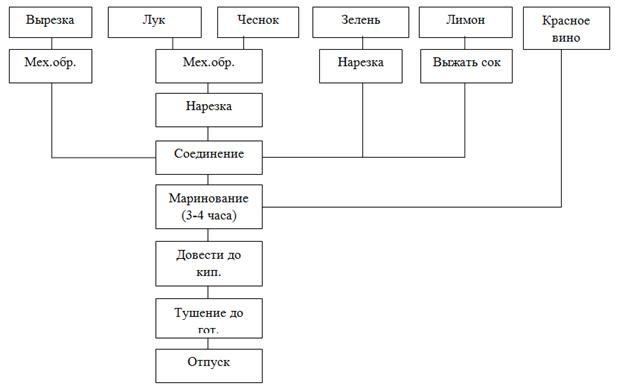 Вырезка
Лук
Чеснок
Зелень
Лимон
Красное
вино
Мех.обр.
Мех.обр.
Нарезка
Выжать сок
Нарезка
Соединение
Маринование
(3-4 часа)
Довести до
кип.
Тушение до
гот.
Отпуск